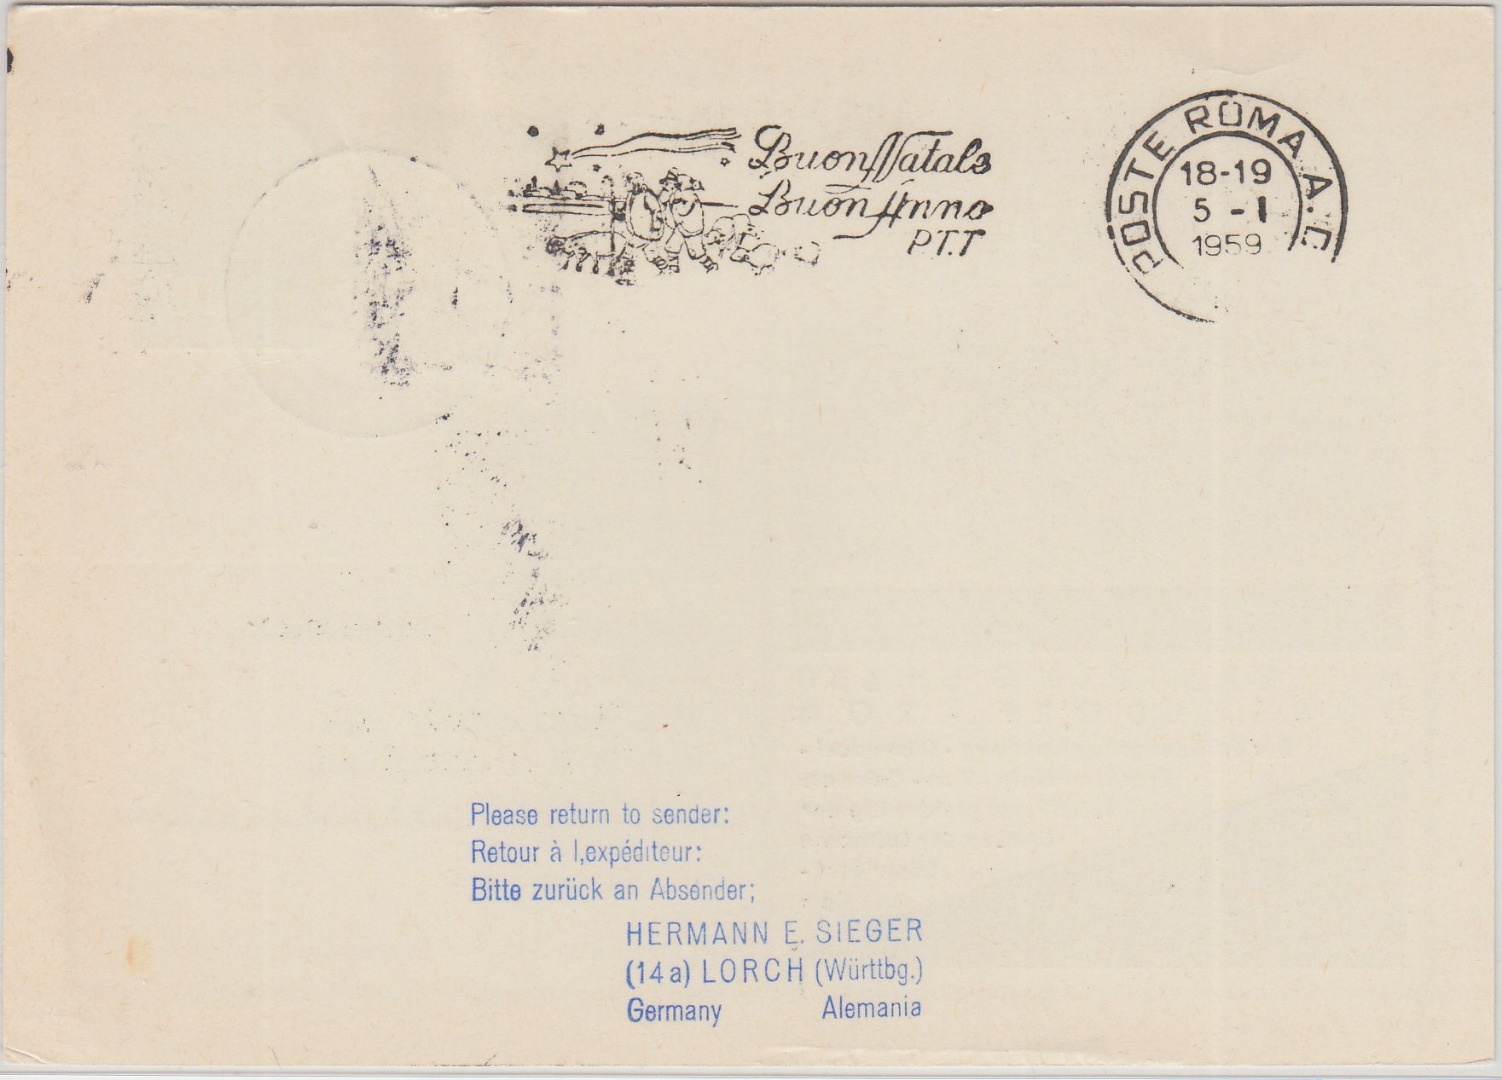 Buon Natale
Buon Anno
P.T.T
POSTE ROMA A.C
18-19
5 - 1
1959
Please return to sender:
Retour à l,expéditeur:
Bitte zurück an Absender;
HERMANN E. SIEGER
(14a) LORCH (Württbg.)
Germany Alemania